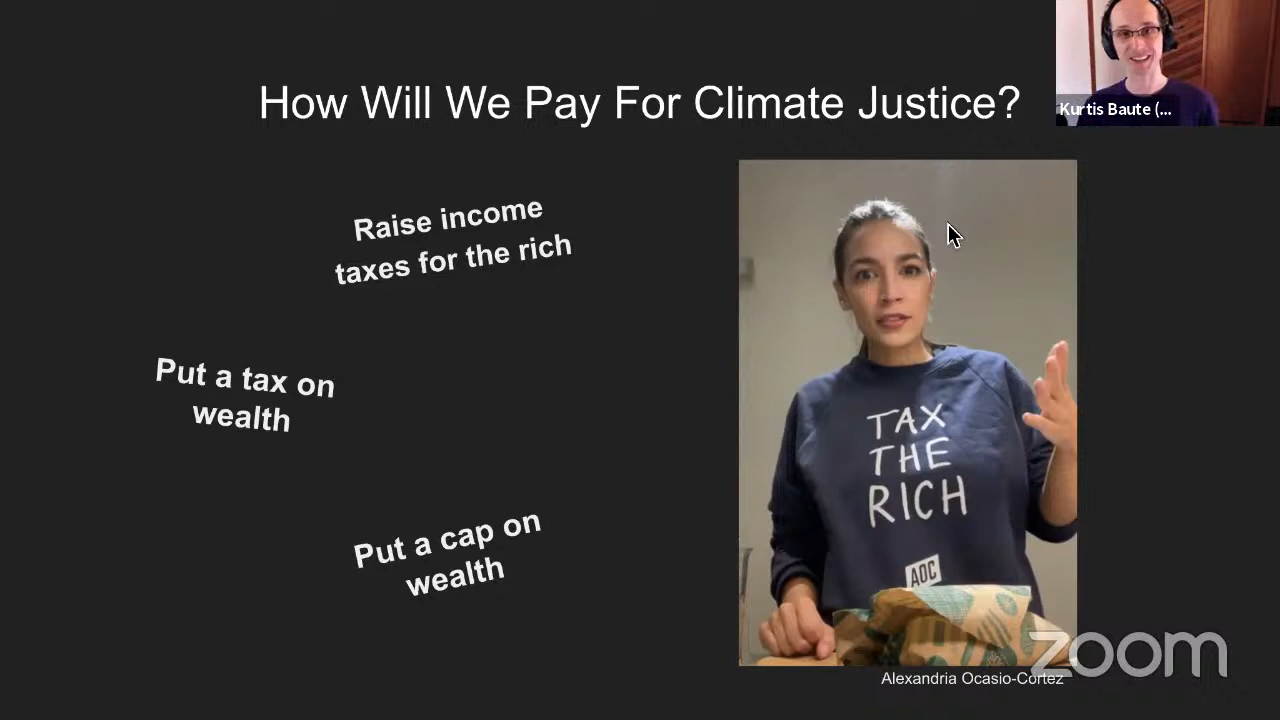 How Will We Pay For Climate Justice?
Kurtis Baute (...
Raise income
taxes for the rich
Put a tax on
wealth
Put a cap on
wealth
TAX
THE
RICH
AOC
zoom
Alexandria Ocasio-Cortez